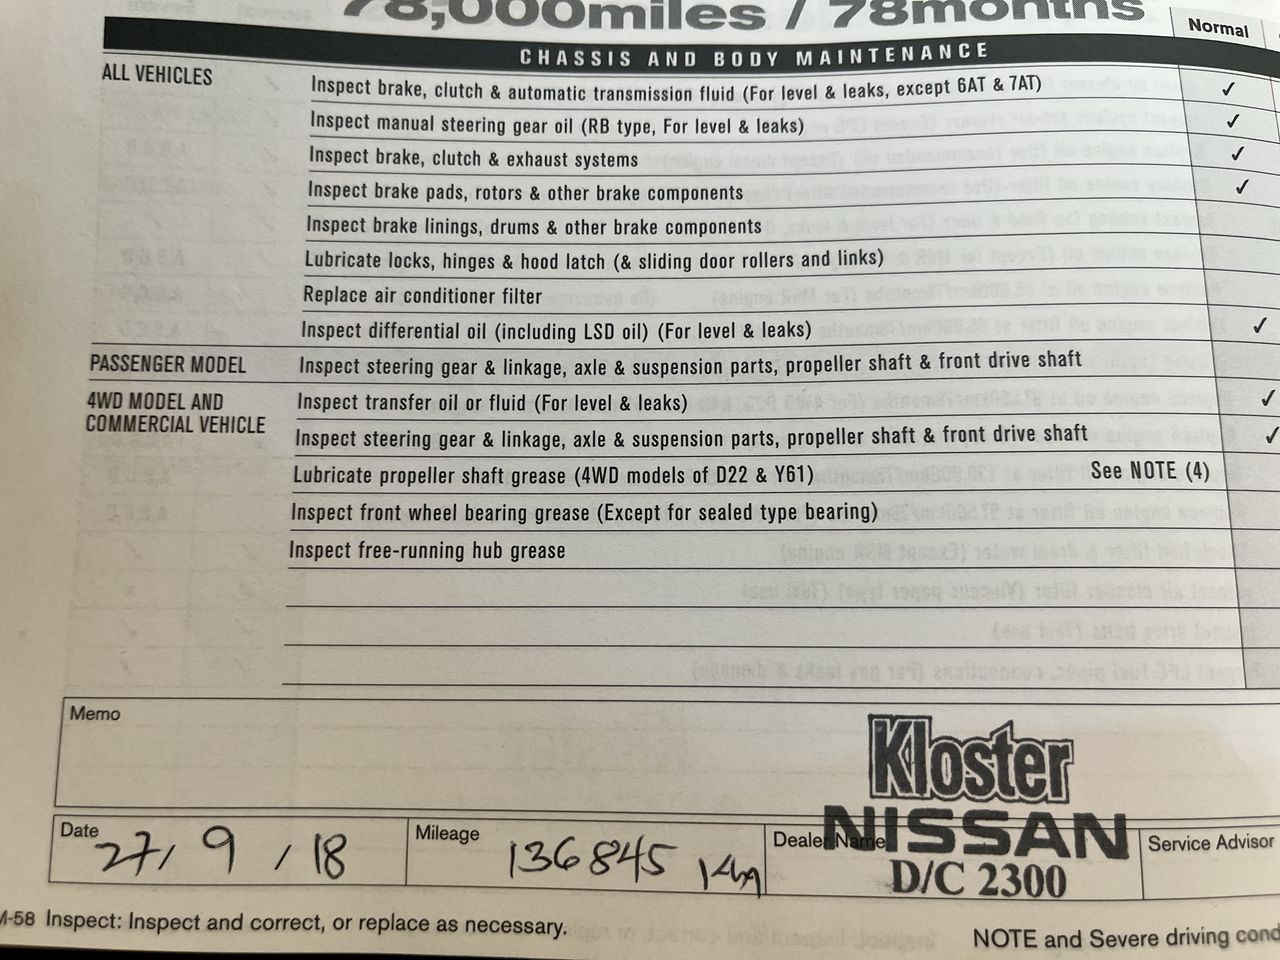 78,000miles / 78months
Normal
CHASSIS AND BODY MAINTENANCE
ALL VEHICLES
Inspect brake, clutch & automatic transmission fluid (For level & leaks, except 6AT & 7AT) ✓
Inspect manual steering gear oil (RB type, For level & leaks) ✓
Inspect brake, clutch & exhaust systems ✓
Inspect brake pads, rotors & other brake components ✓
Inspect brake linings, drums & other brake components
Lubricate locks, hinges & hood latch (& sliding door rollers and links)
Replace air conditioner filter
Inspect differential oil (including LSD oil) (For level & leaks) ✓
PASSENGER MODEL
Inspect steering gear & linkage, axle & suspension parts, propeller shaft & front drive shaft
4WD MODEL AND
COMMERCIAL VEHICLE
Inspect transfer oil or fluid (For level & leaks) ✓
Inspect steering gear & linkage, axle & suspension parts, propeller shaft & front drive shaft ✓
Lubricate propeller shaft grease (4WD models of D22 & Y61) See NOTE (4)
Inspect front wheel bearing grease (Except for sealed type bearing)
Inspect free-running hub grease
Memo
Kloster
NISSAN
D/C 2300
Date 27/ 9 / 18
Mileage 136845 Km
Dealer Name
Service Advisor
M-58 Inspect: Inspect and correct, or replace as necessary.
NOTE and Severe driving cond